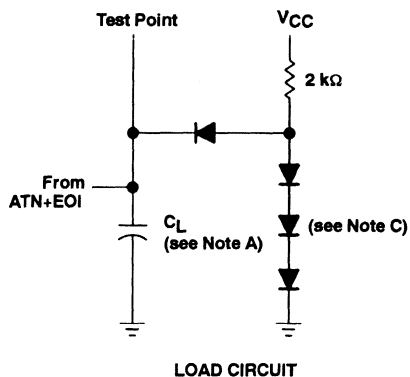 Test Point
VCC
2 kΩ
From
ATN+EOI
CL
(see Note A)
(see Note C)
LOAD CIRCUIT